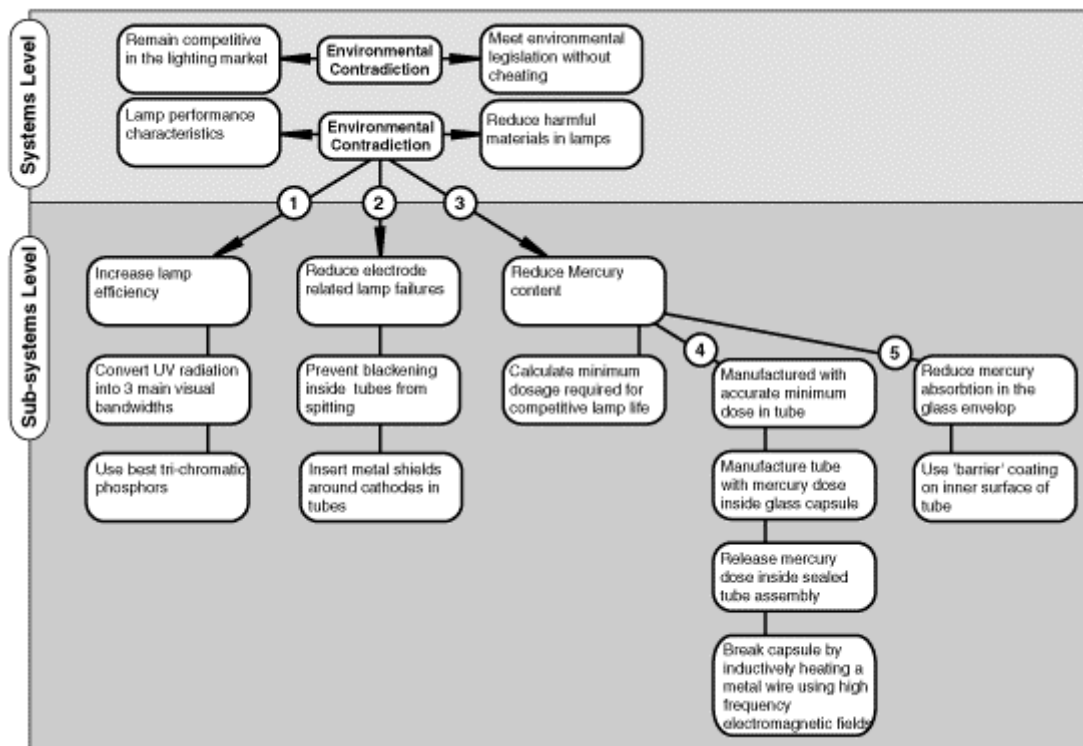 Systems Level
Remain competitive
in the lighting market
Environmental
Contradiction
Meet environmental
legislation without
cheating
Lamp performance
characteristics
Environmental
Contradiction
Reduce harmful
materials in lamps
1
2
3
Sub-systems Level
Increase lamp
efficiency
Reduce electrode
related lamp failures
Reduce Mercury
content
4
5
Convert UV radiation
into 3 main visual
bandwidths
Prevent blackening
inside tubes from
spitting
Calculate minimum
dosage required for
competitive lamp life
Manufactured with
accurate minimum
dose in tube
Reduce mercury
absorbtion in the
glass envelop
Use best tri-chromatic
phosphors
Insert metal shields
around cathodes in
tubes
Manufacture tube
with mercury dose
inside glass capsule
Use 'barrier' coating
on inner surface of
tube
Release mercury
dose inside sealed
tube assembly
Break capsule by
inductively heating a
metal wire using high
frequency
electromagnetic fields